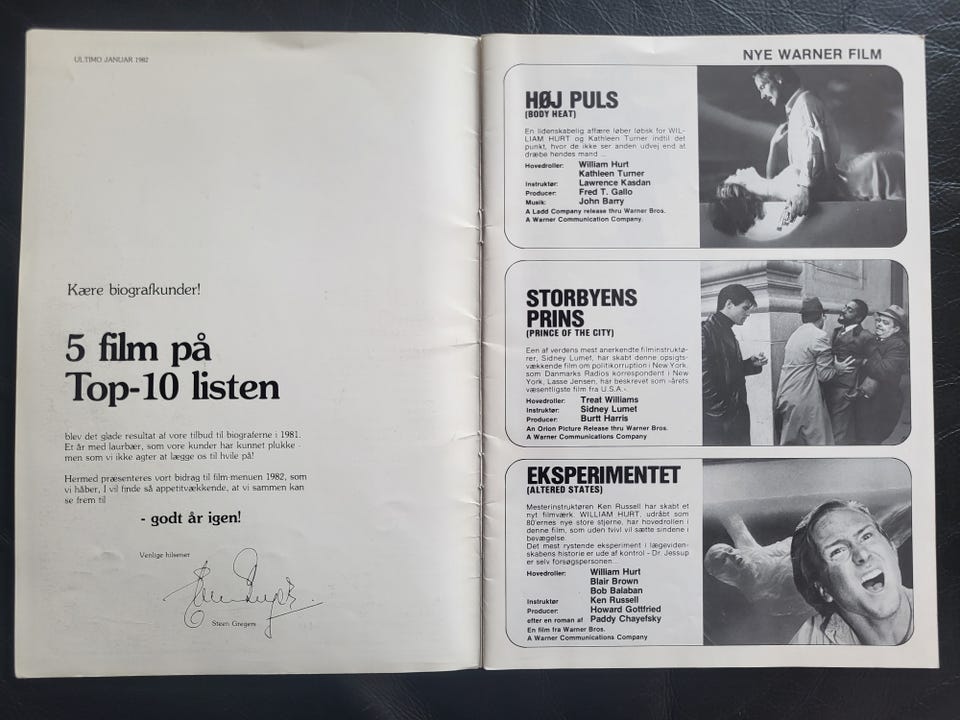 ULTIMO JANUAR 1982
Kære biografkunder!
5 film på
Top-10 listen
blev det glade resultat af vore tilbud til biograferne i 1981.
Et år med laurbær, som vore kunder har kunnet plukke -
men som vi ikke agter at lægge os til hvile på!
Hermed præsenteres vort bidrag til film-menuen 1982, som
vi håber, I vil finde så appetitvækkende, at vi sammen kan
se frem til
- godt år igen!
Venlige hilsener
Steen Gregers
NYE WARNER FILM
HØJ PULS
(BODY HEAT)
En lidenskabelig affære løber løbsk for WIL-
LIAM HURT og Kathleen Turner indtil det
punkt, hvor de ikke ser anden udvej end at
dræbe hendes mand ...
Hovedroller: William Hurt
Kathleen Turner
Instruktør: Lawrence Kasdan
Producer: Fred T. Gallo
Musik: John Barry
A Ladd Company release thru Warner Bros.
A Warner Communication Company.
STORBYENS
PRINS
(PRINCE OF THE CITY)
Een af verdens mest anerkendte filminstruktø-
rer, Sidney Lumet, har skabt denne opsigts-
vækkende film om politikorruption i New York,
som Danmarks Radios korrespondent i New
York, Lasse Jensen, har beskrevet som »årets
væsentligste film fra U.S.A.«
Hovedroller: Treat Williams
Instruktør: Sidney Lumet
Producer: Burtt Harris
An Orion Picture Release thru Warner Bros.
A Warner Communications Company
EKSPERIMENTET
(ALTERED STATES)
Mesterinstruktøren Ken Russell har skabt et
nyt filmværk. WILLIAM HURT, udråbt som
80'ernes nye store stjerne, har hovedrollen i
denne film, som uden tvivl vil sætte sindene i
bevægelse.
Det mest rystende eksperiment i lægeviden-
skabens historie er ude af kontrol - Dr. Jessup
er selv forsøgspersonen...
Hovedroller: William Hurt
Blair Brown
Bob Balaban
Instruktør Ken Russell
Producer: Howard Gottfried
efter en roman af Paddy Chayefsky
En film fra Warner Bros.
A Warner Communications Company